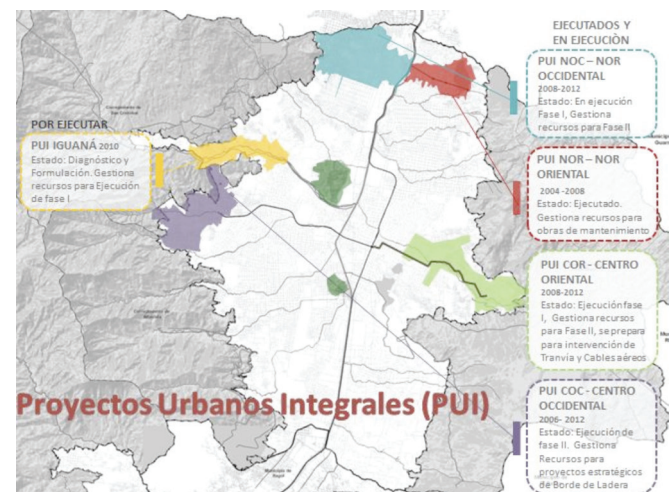 EJECUTADOS Y
EN EJECUCIÒN
PUI NOC – NOR
OCCIDENTAL
2008-2012
Estado: En ejecución
Fase I, Gestiona
recursos para Fase II
POR EJECUTAR
PUI IGUANÁ 2010
Estado: Diagnóstico y
Formulación. Gestiona
recursos para Ejecución
de fase I
PUI NOR – NOR
ORIENTAL
2004 -2008
Estado: Ejecutado.
Gestiona recursos para
obras de mantenimiento
PUI COR - CENTRO
ORIENTAL
2008-2012
Estado: Ejecución fase
I, Gestiona recursos
para Fase II, se prepara
para intervención de
Tranvía y Cables aéreos
Proyectos Urbanos Integrales (PUI)
PUI COC - CENTRO
OCCIDENTAL
2006- 2012
Estado: Ejecución de
fase II. Gestiona
Recursos para
proyectos estratégicos
de Borde de Ladera